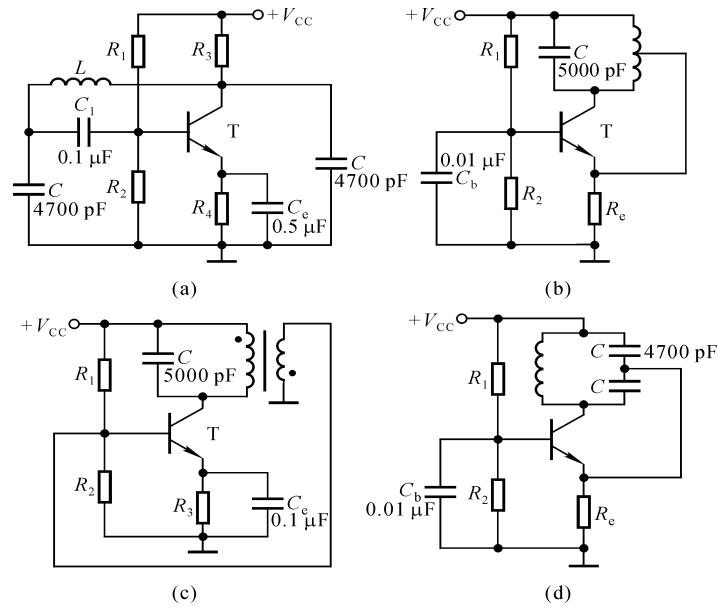 + V_CC
R_1
R_3
L
C_1
0.1 μF
T
C
4700 pF
R_2
R_4
C_e
0.5 μF
C
4700 pF
(a)
+ V_CC
R_1
C
5000 pF
T
0.01 μF
C_b
R_2
R_e
(b)
+ V_CC
R_1
C
5000 pF
T
R_2
R_3
C_e
0.1 μF
(c)
+ V_CC
R_1
C
4700 pF
C
C_b
0.01 μF
R_2
R_e
(d)